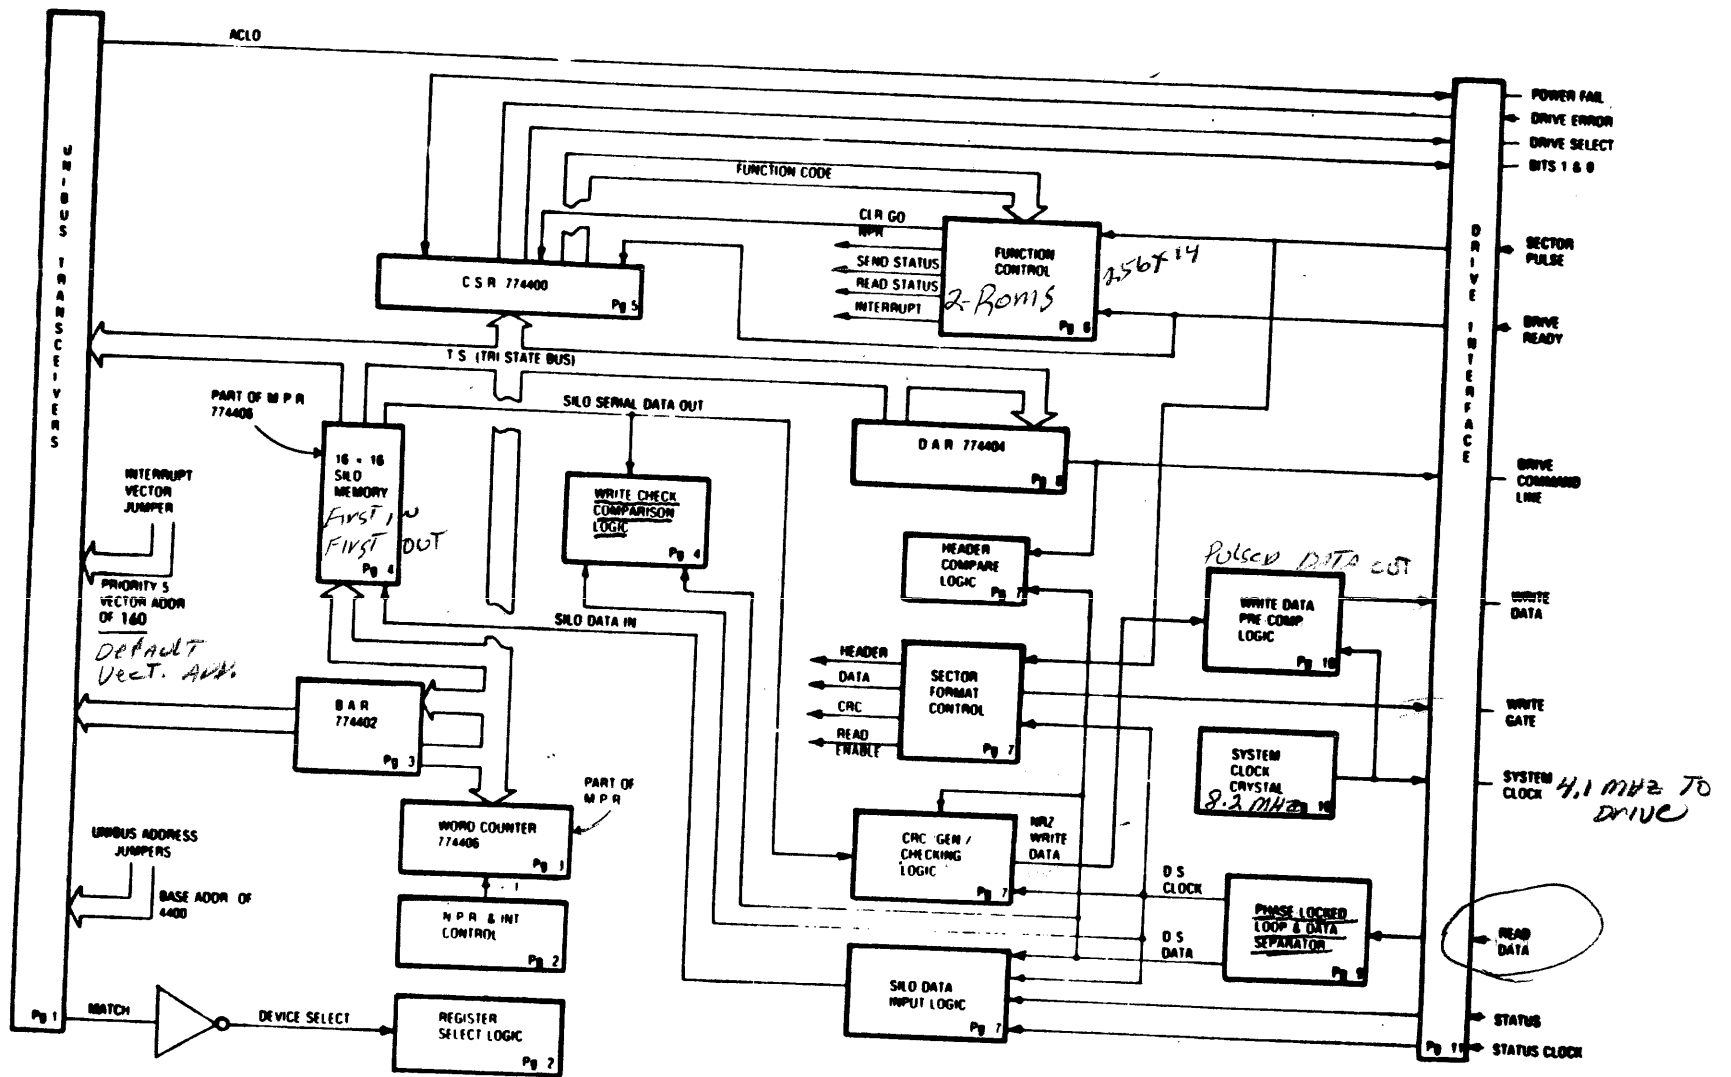 ACLO
UNIBUS TRANSCEIVERS
Pg 1
POWER FAIL
DRIVE ERROR
DRIVE SELECT
BITS 1 & 0
FUNCTION CODE
CLR GO
NPR
SEND STATUS
READ STATUS
INTERRUPT
FUNCTION
CONTROL
2-Roms
Pg 6
256X14
DRIVE INTERFACE
Pg 11
SECTOR
PULSE
DRIVE
READY
C S R 774400
Pg 5
T S (TRI STATE BUS)
PART OF M P R
774406
SILO SERIAL DATA OUT
16 × 16
SILO
MEMORY
First in
First out
Pg 4
WRITE CHECK
COMPARISON
LOGIC
Pg 4
D A R 774404
Pg 8
DRIVE
COMMAND
LINE
INTERRUPT
VECTOR
JUMPER
PRIORITY 5
VECTOR ADDR
OF 160
Default
Vect. Add.
HEADER
COMPARE
LOGIC
Pg 7
Pulsed DATA out
WRITE DATA
PRE-COMP
LOGIC
Pg 10
WRITE
DATA
SILO DATA IN
HEADER
DATA
CRC
READ
ENABLE
SECTOR
FORMAT
CONTROL
Pg 7
WRITE
GATE
B A R
774402
Pg 3
SYSTEM
CLOCK
CRYSTAL
8.2 MHz
10
SYSTEM
CLOCK
4.1 MHZ TO
Drive
PART OF
M P R
WORD COUNTER
774406
Pg 1
UNIBUS ADDRESS
JUMPERS
BASE ADDR OF
4400
CRC GEN /
CHECKING
LOGIC
Pg 7
NRZ
WRITE
DATA
D S
CLOCK
D S
DATA
PHASE LOCKED
LOOP & DATA
SEPARATOR
Pg 9
READ
DATA
N P R & INT
CONTROL
Pg 2
SILO DATA
INPUT LOGIC
Pg 7
STATUS
STATUS CLOCK
MATCH
DEVICE SELECT
REGISTER
SELECT LOGIC
Pg 2